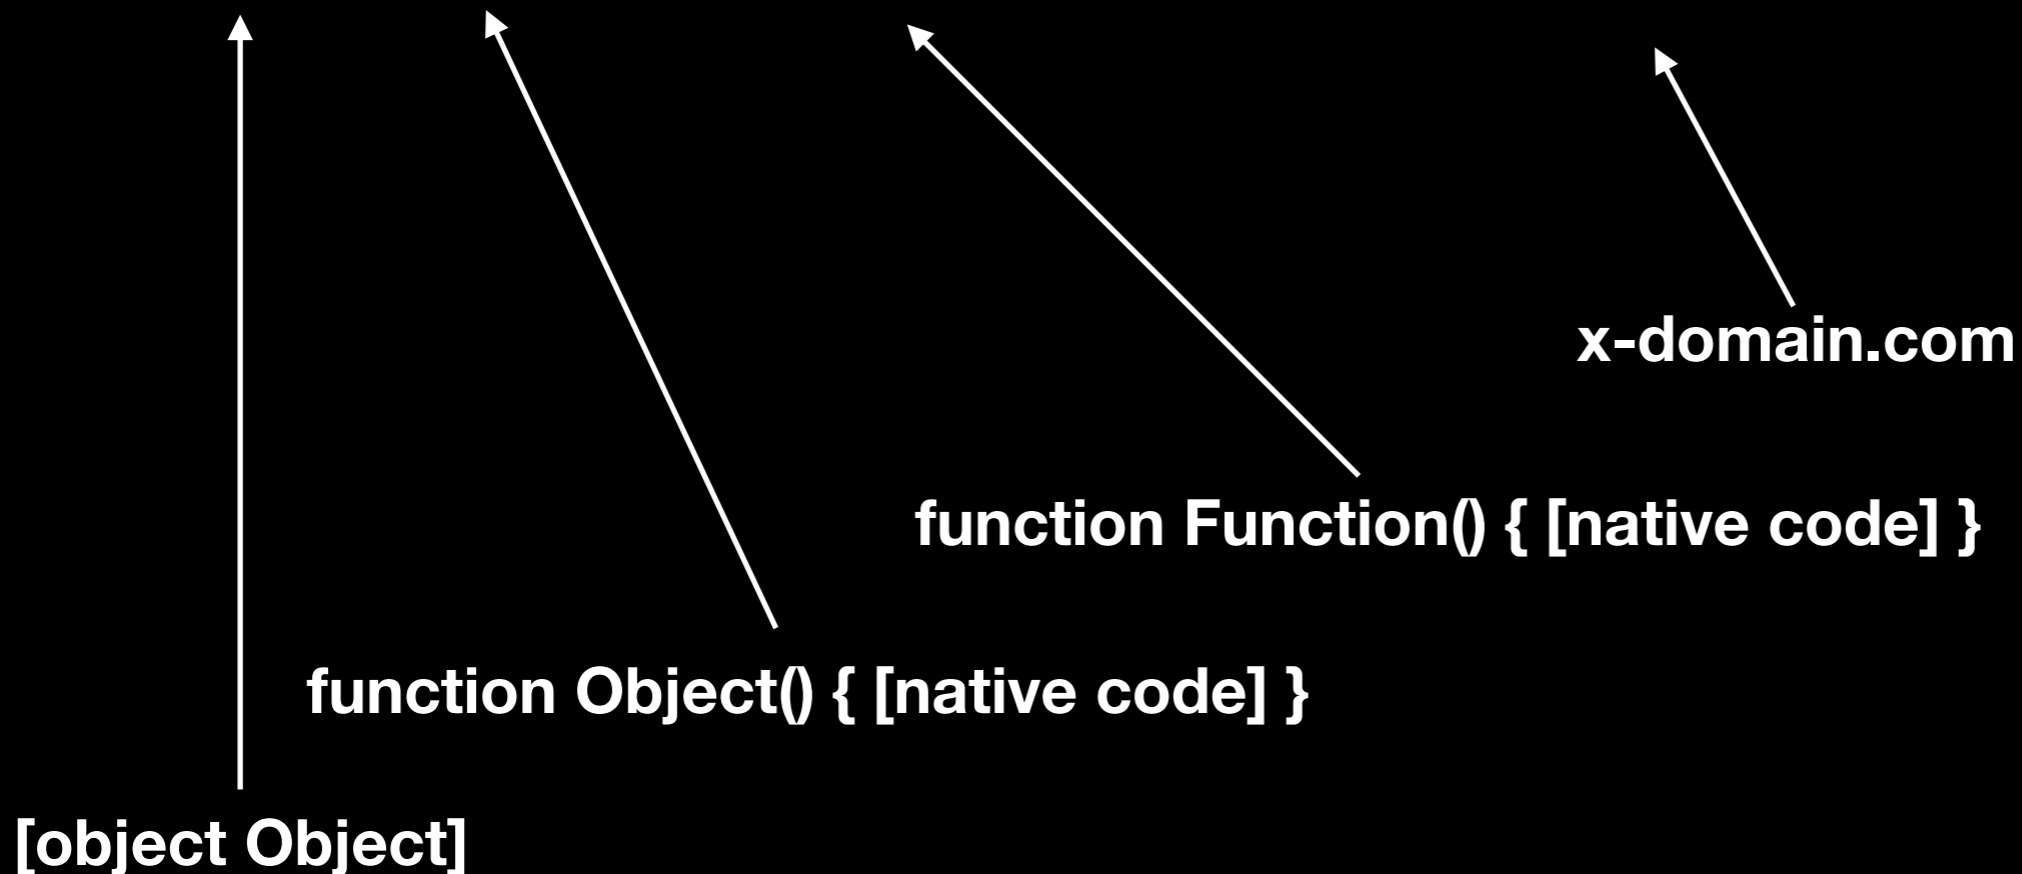 x-domain.com
function Function() { [native code] }
function Object() { [native code] }
[object Object]